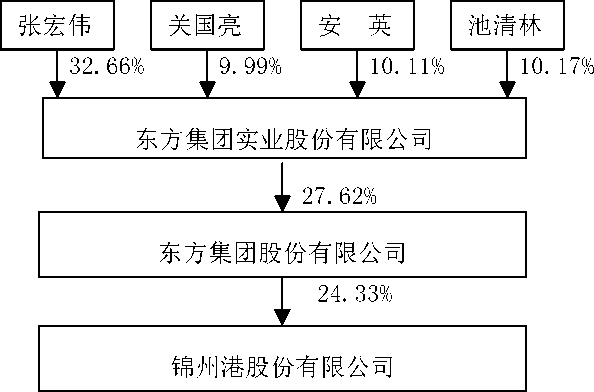 张宏伟 关国亮 安 英 池清林
32.66% 9.99% 10.11% 10.17%
东方集团实业股份有限公司
27.62%
东方集团股份有限公司
24.33%
锦州港股份有限公司